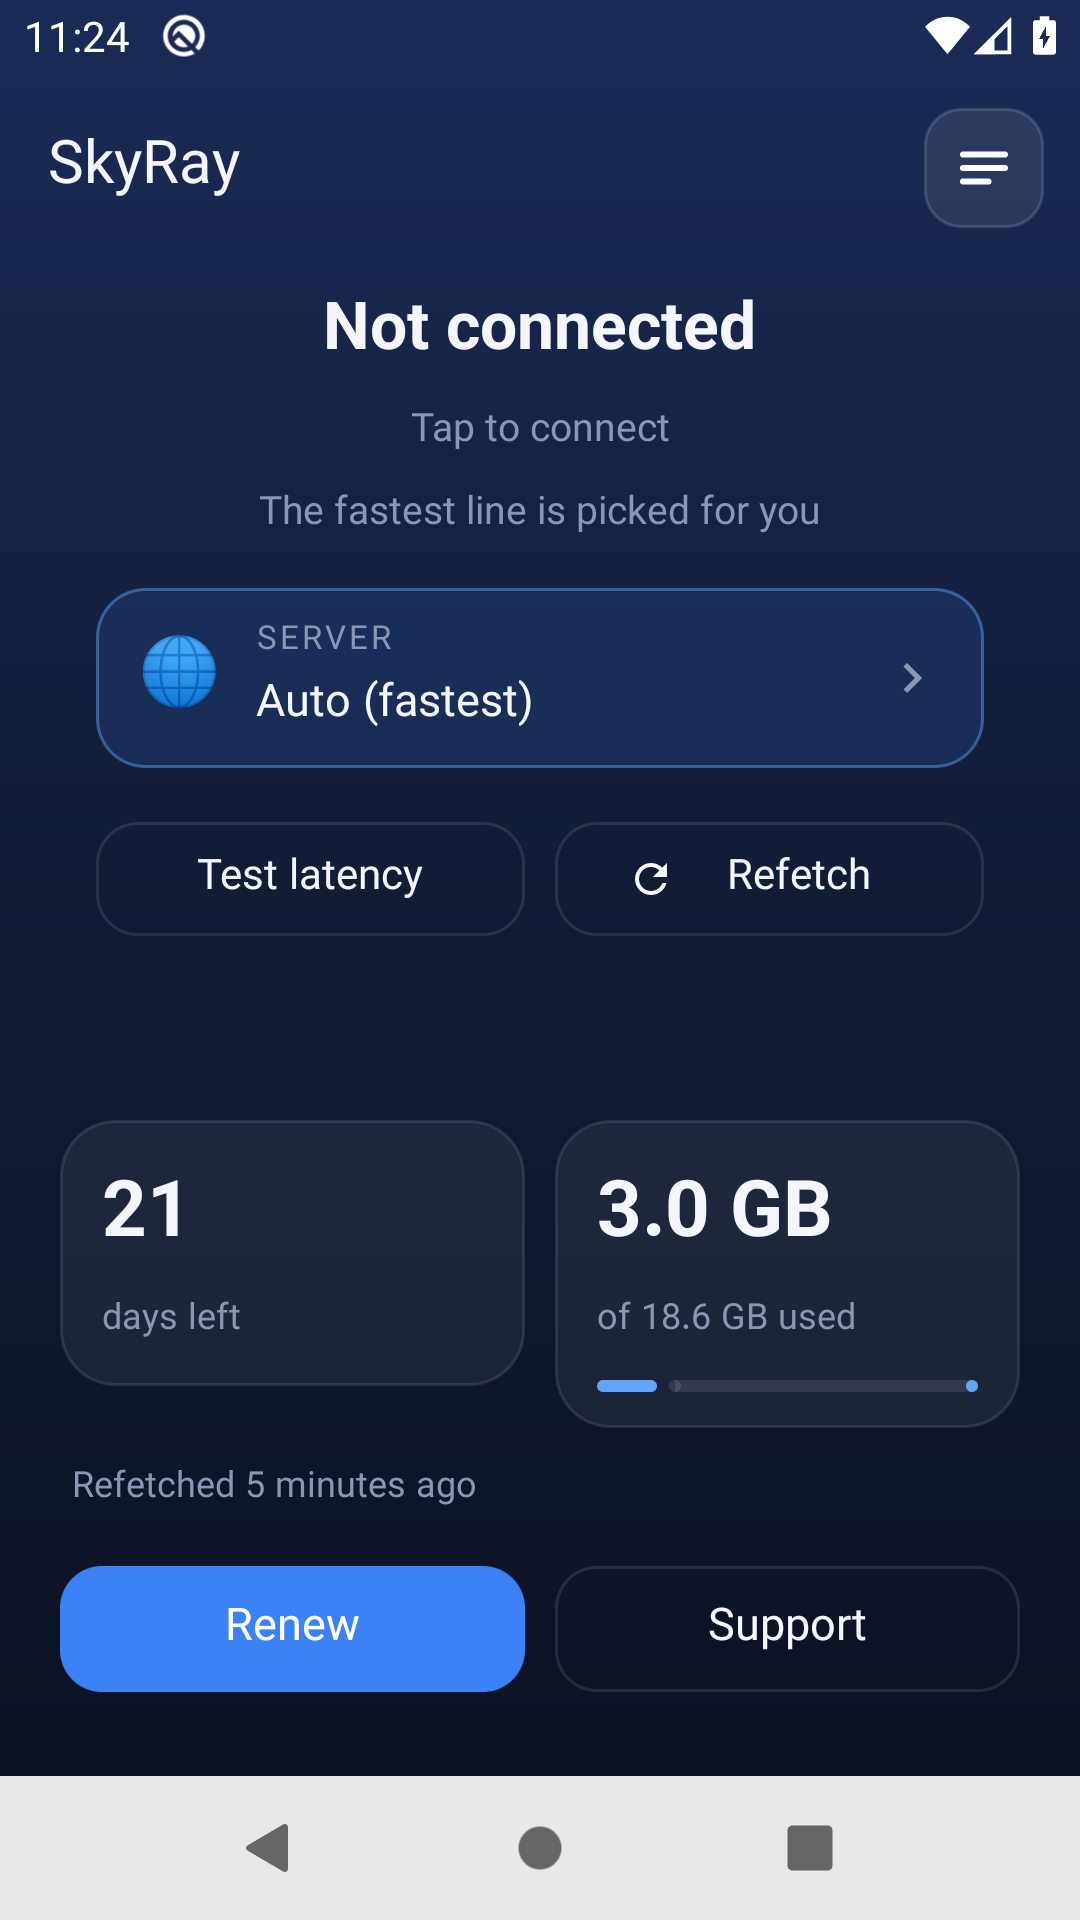 11:24
SkyRay
Not connected
Tap to connect
The fastest line is picked for you
SERVER
Auto (fastest)
Test latency
Refetch
21
3.0 GB
days left
of 18.6 GB used
Refetched 5 minutes ago
Renew
Support